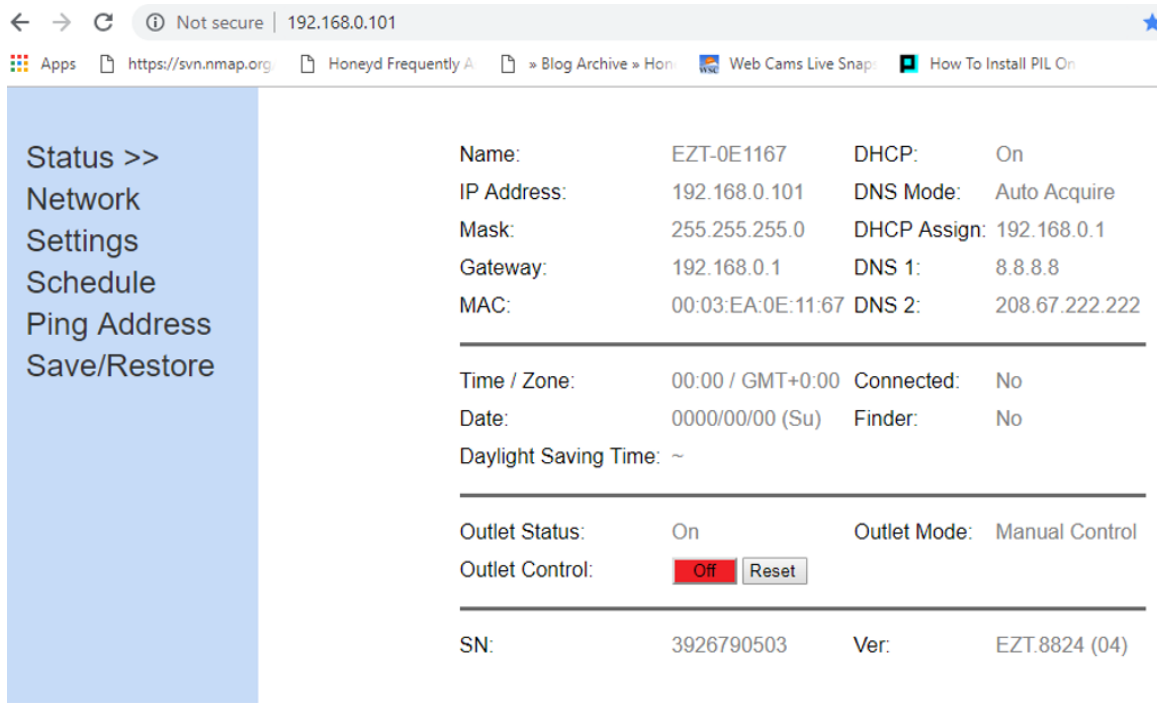 Not secure | 192.168.0.101
Apps https://svn.nmap.org/ Honeyd Frequently A » Blog Archive » Hon Web Cams Live Snap How To Install PIL On
Status >>
Network
Settings
Schedule
Ping Address
Save/Restore
Name: EZT-0E1167 DHCP: On
IP Address: 192.168.0.101 DNS Mode: Auto Acquire
Mask: 255.255.255.0 DHCP Assign: 192.168.0.1
Gateway: 192.168.0.1 DNS 1: 8.8.8.8
MAC: 00:03:EA:0E:11:67 DNS 2: 208.67.222.222
Time / Zone: 00:00 / GMT+0:00 Connected: No
Date: 0000/00/00 (Su) Finder: No
Daylight Saving Time: ~
Outlet Status: On Outlet Mode: Manual Control
Outlet Control: Off Reset
SN: 3926790503 Ver: EZT.8824 (04)